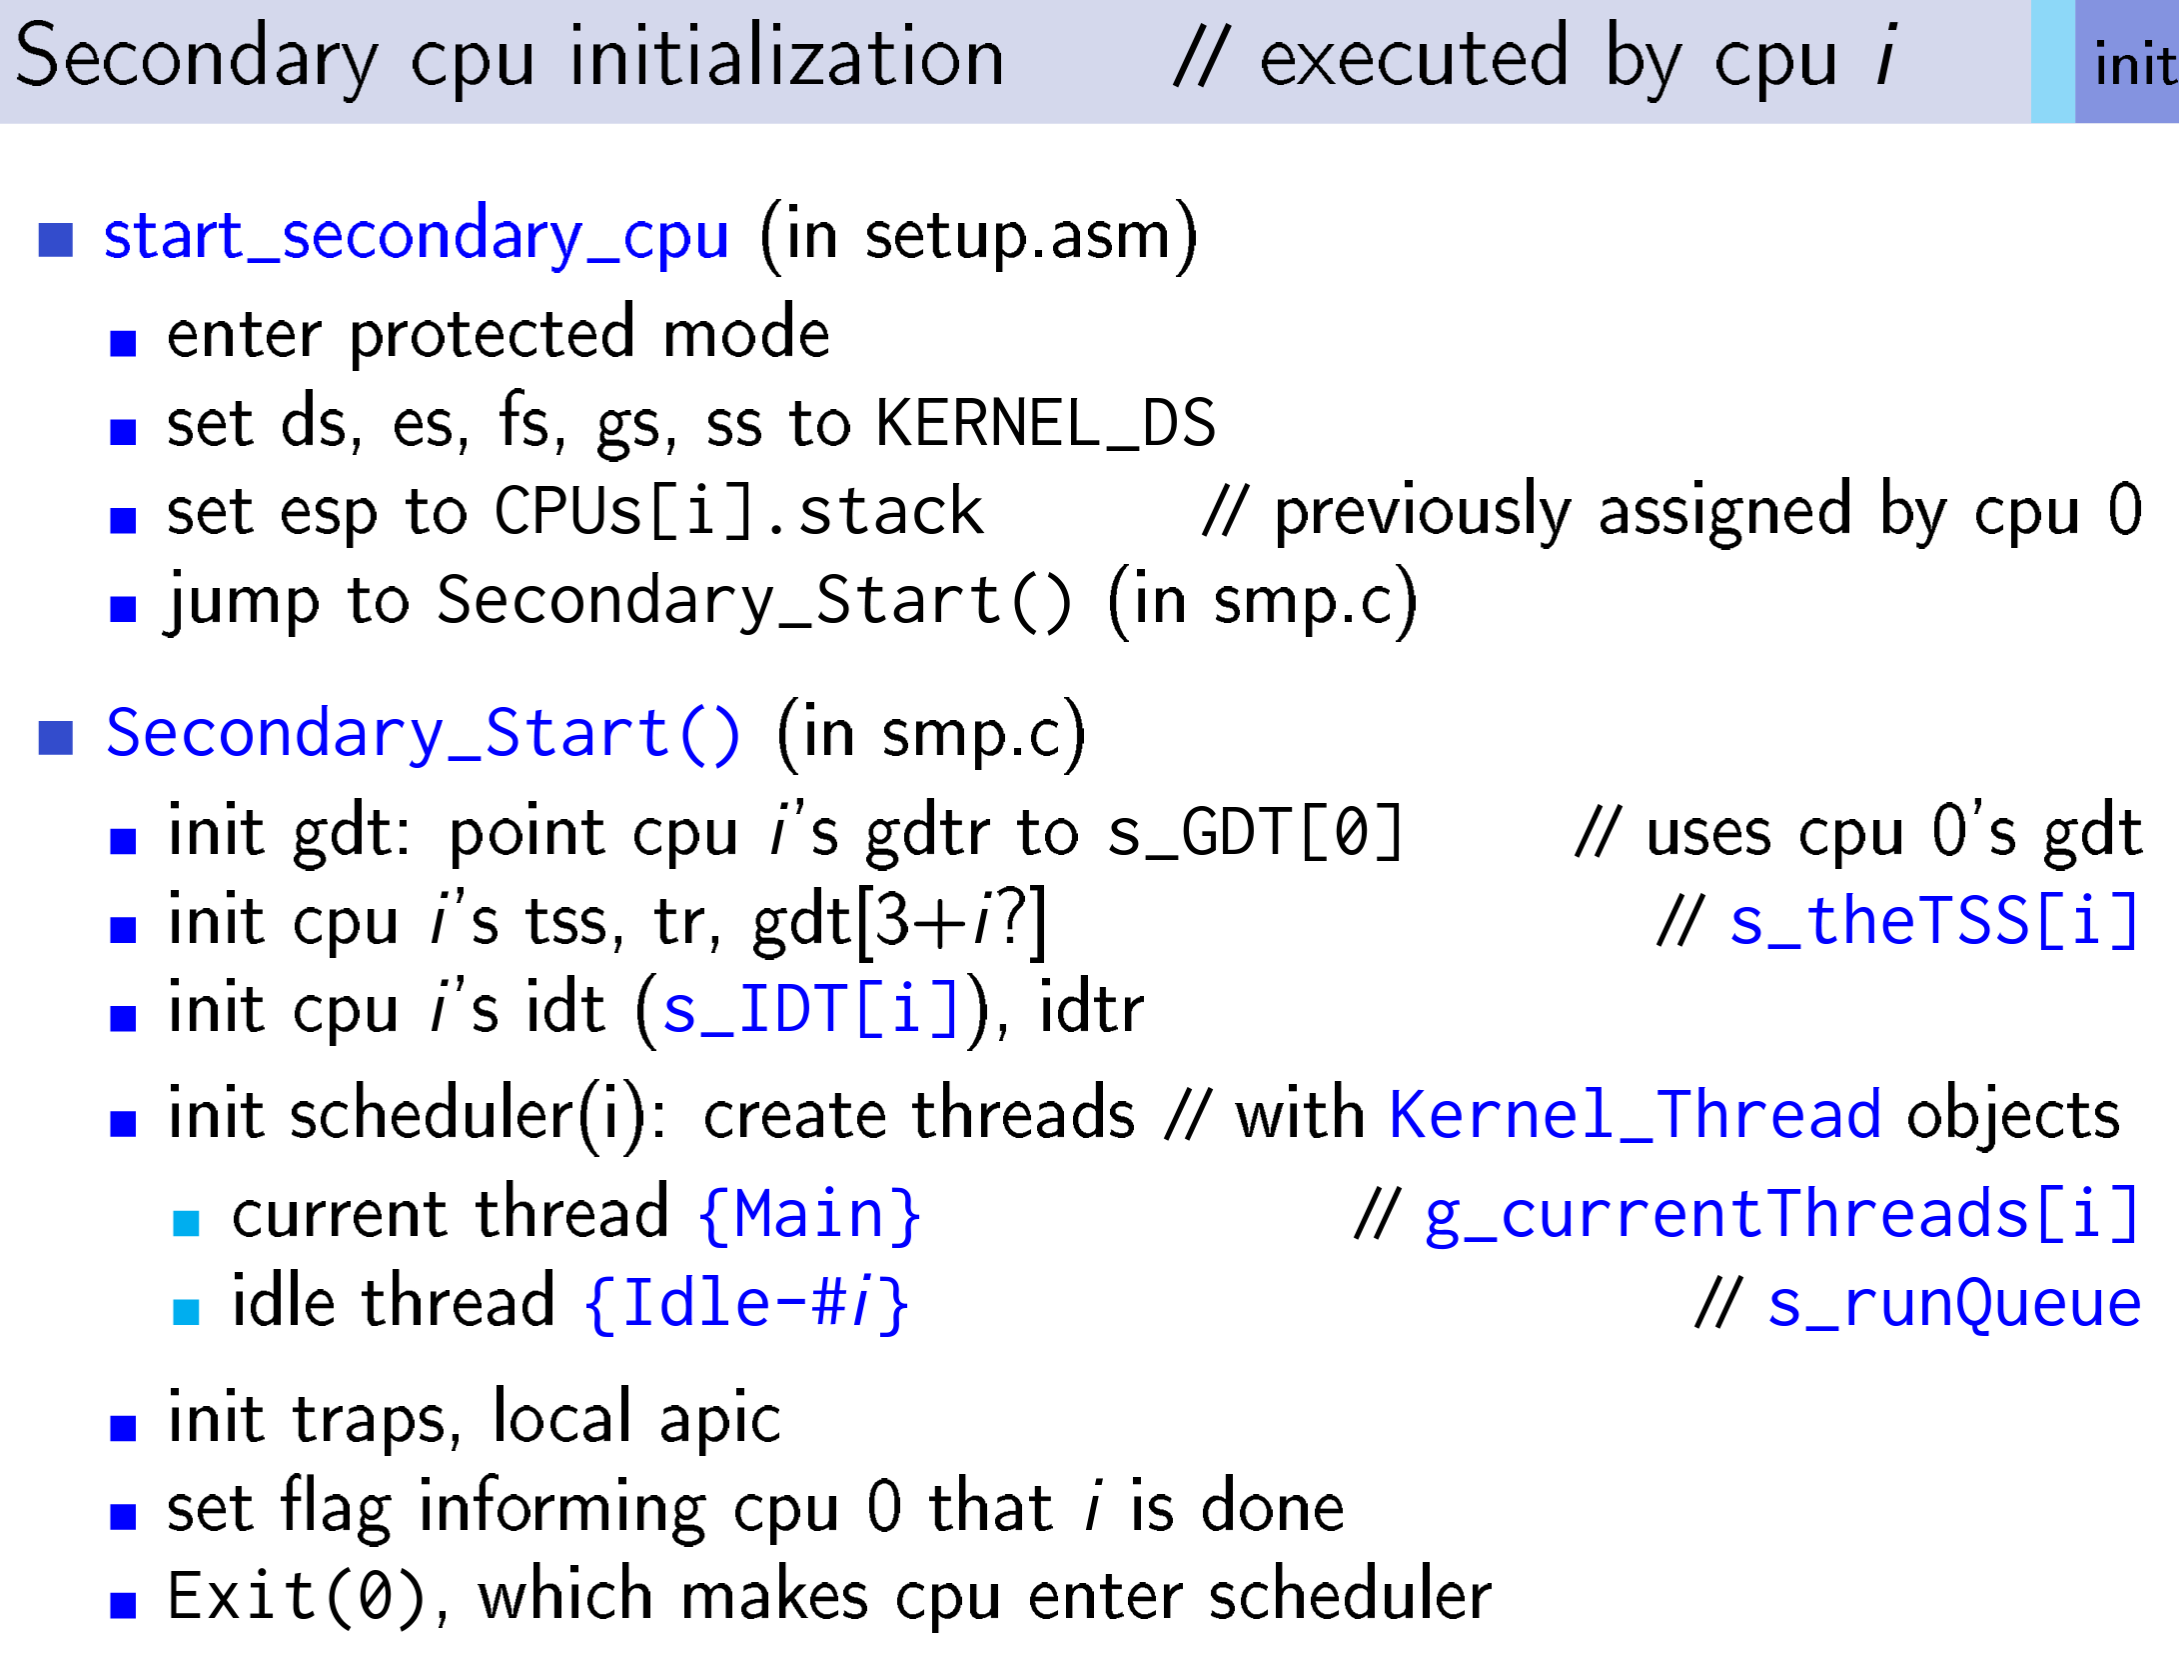 Secondary cpu initialization // executed by cpu i init
start_secondary_cpu (in setup.asm)
enter protected mode
set ds, es, fs, gs, ss to KERNEL_DS
set esp to CPUs[i].stack // previously assigned by cpu 0
jump to Secondary_Start() (in smp.c)
Secondary_Start() (in smp.c)
init gdt: point cpu i's gdtr to s_GDT[0] // uses cpu 0's gdt
init cpu i's tss, tr, gdt[3+i?] // s_theTSS[i]
init cpu i's idt (s_IDT[i]), idtr
init scheduler(i): create threads // with Kernel_Thread objects
current thread {Main} // g_currentThreads[i]
idle thread {Idle-#i} // s_runQueue
init traps, local apic
set flag informing cpu 0 that i is done
Exit(0), which makes cpu enter scheduler